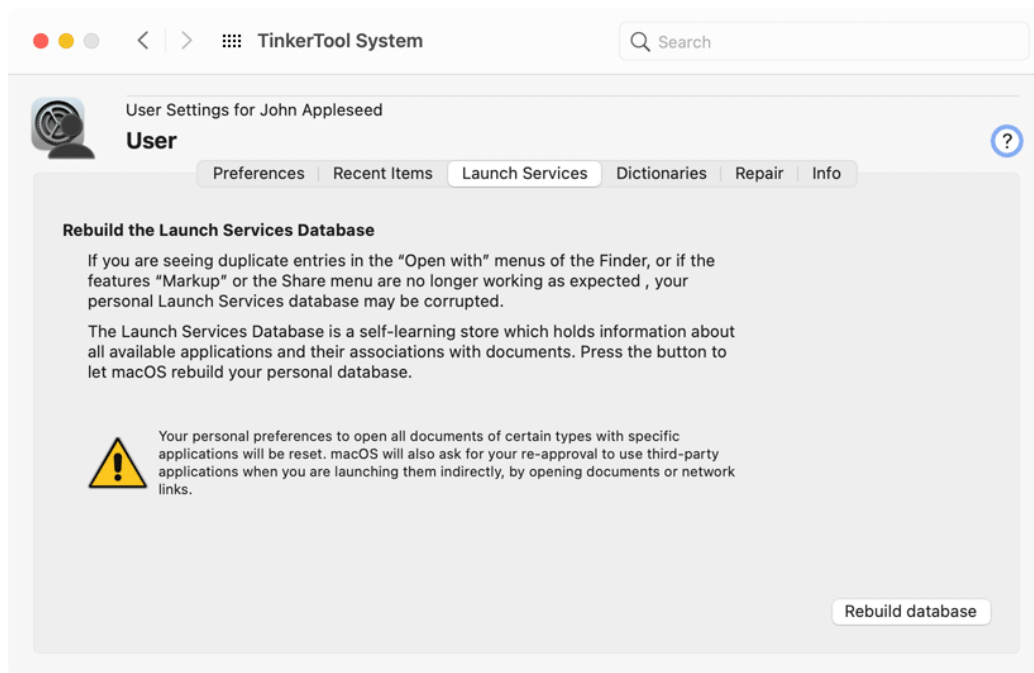 TinkerTool System
Search
User Settings for John Appleseed
User
?
Preferences
Recent Items
Launch Services
Dictionaries
Repair
Info
Rebuild the Launch Services Database
If you are seeing duplicate entries in the “Open with” menus of the Finder, or if the
features “Markup” or the Share menu are no longer working as expected , your
personal Launch Services database may be corrupted.
The Launch Services Database is a self-learning store which holds information about
all available applications and their associations with documents. Press the button to
let macOS rebuild your personal database.
Your personal preferences to open all documents of certain types with specific
applications will be reset. macOS will also ask for your re-approval to use third-party
applications when you are launching them indirectly, by opening documents or network
links.
Rebuild database